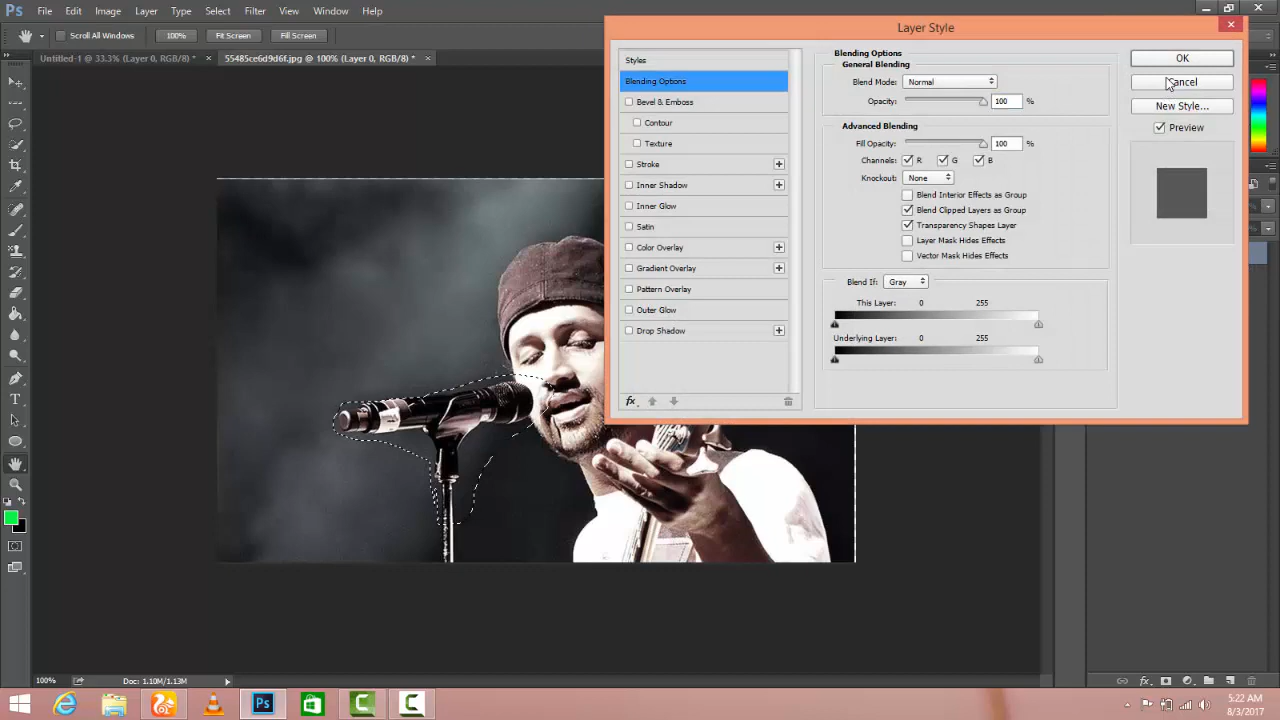 Ps File Edit Image Layer Type Select Filter View Window Help
Layer Style
Scroll All Windows 100% Fit Screen Fill Screen
Untitled-1 @ 33.3% (Layer 0, RGB/8) * × 55485ce6d9d6f.jpg @ 100% (Layer 0, RGB/8*) * ×
Styles
Blending Options
Bevel & Emboss
Contour
Texture
Stroke
Inner Shadow
Inner Glow
Satin
Color Overlay
Gradient Overlay
Pattern Overlay
Outer Glow
Drop Shadow
fx
Blending Options
General Blending
Blend Mode: Normal
Opacity: 100 %
Advanced Blending
Fill Opacity: 100 %
Channels: R G B
Knockout: None
Blend Interior Effects as Group
Blend Clipped Layers as Group
Transparency Shapes Layer
Layer Mask Hides Effects
Vector Mask Hides Effects
Blend If: Gray
This Layer: 0 255
Underlying Layer: 0 255
OK
Cancel
New Style...
Preview
100% Doc: 1.10M/1.13M
5:22 AM
8/3/2017